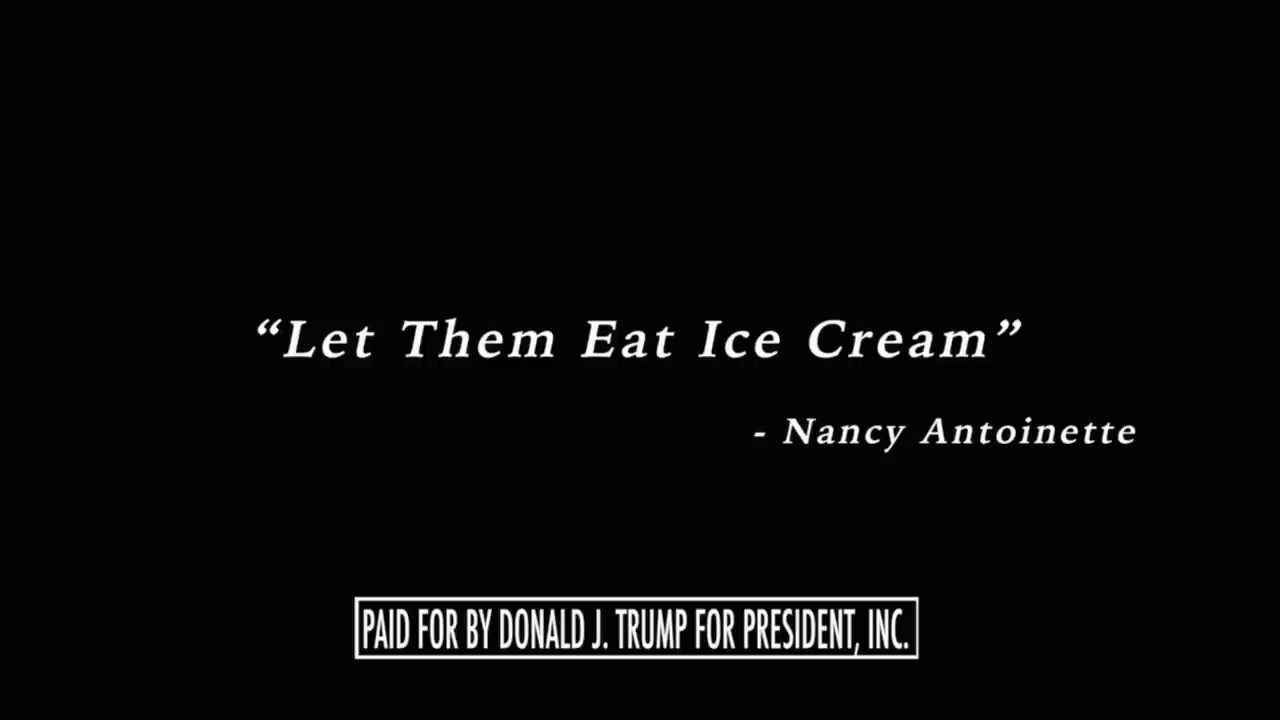 “Let Them Eat Ice Cream”
- Nancy Antoinette
PAID FOR BY DONALD J. TRUMP FOR PRESIDENT, INC.